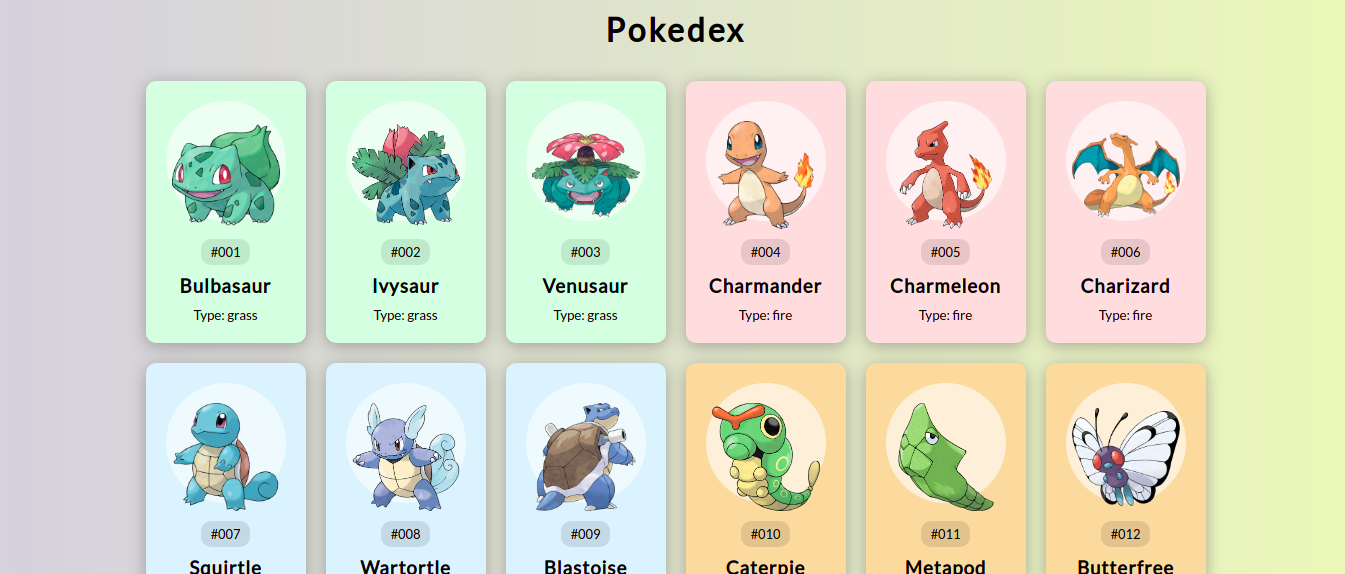 Pokedex
#001 #002 #003 #004 #005 #006
Bulbasaur Ivysaur Venusaur Charmander Charmeleon Charizard
Type: grass Type: grass Type: grass Type: fire Type: fire Type: fire
#007 #008 #009 #010 #011 #012
Squirtle Wartortle Blastoise Caterpie Metapod Butterfree